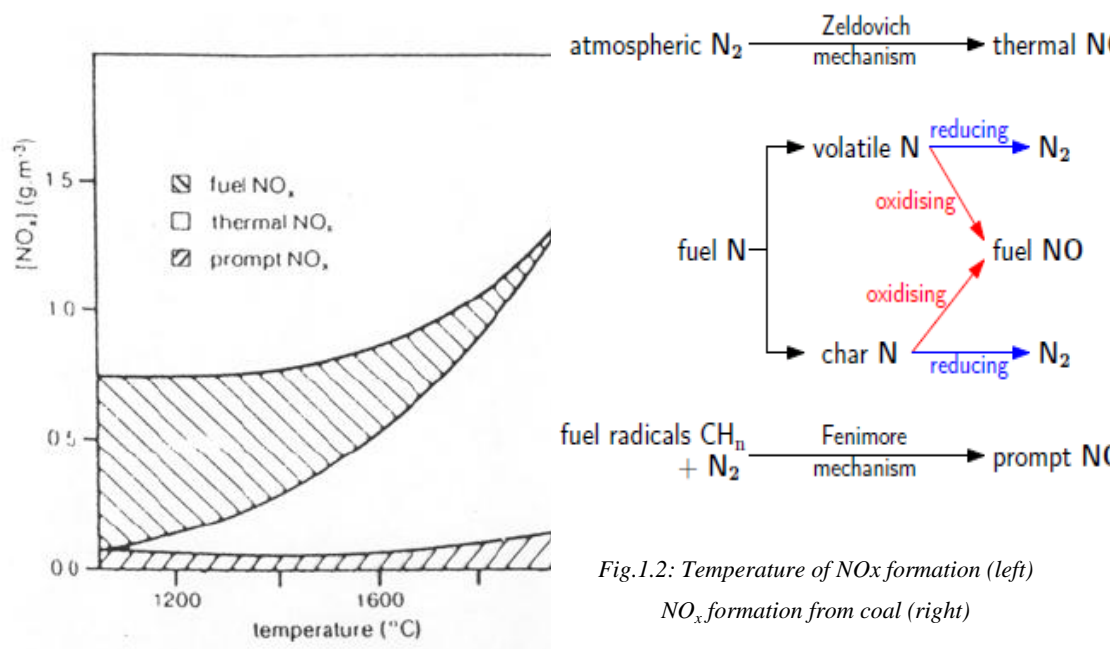 [NOx] (g.m-3)
1.5
1.0
0.5
0.0
fuel NOx
thermal NOx
prompt NOx
1200
1600
temperature (°C)
atmospheric N2
Zeldovich
mechanism
thermal NO
volatile N
reducing
N2
oxidising
fuel N
fuel NO
oxidising
char N
reducing
N2
fuel radicals CHn
+ N2
Fenimore
mechanism
prompt NO
Fig.1.2: Temperature of NOx formation (left)
NOx formation from coal (right)